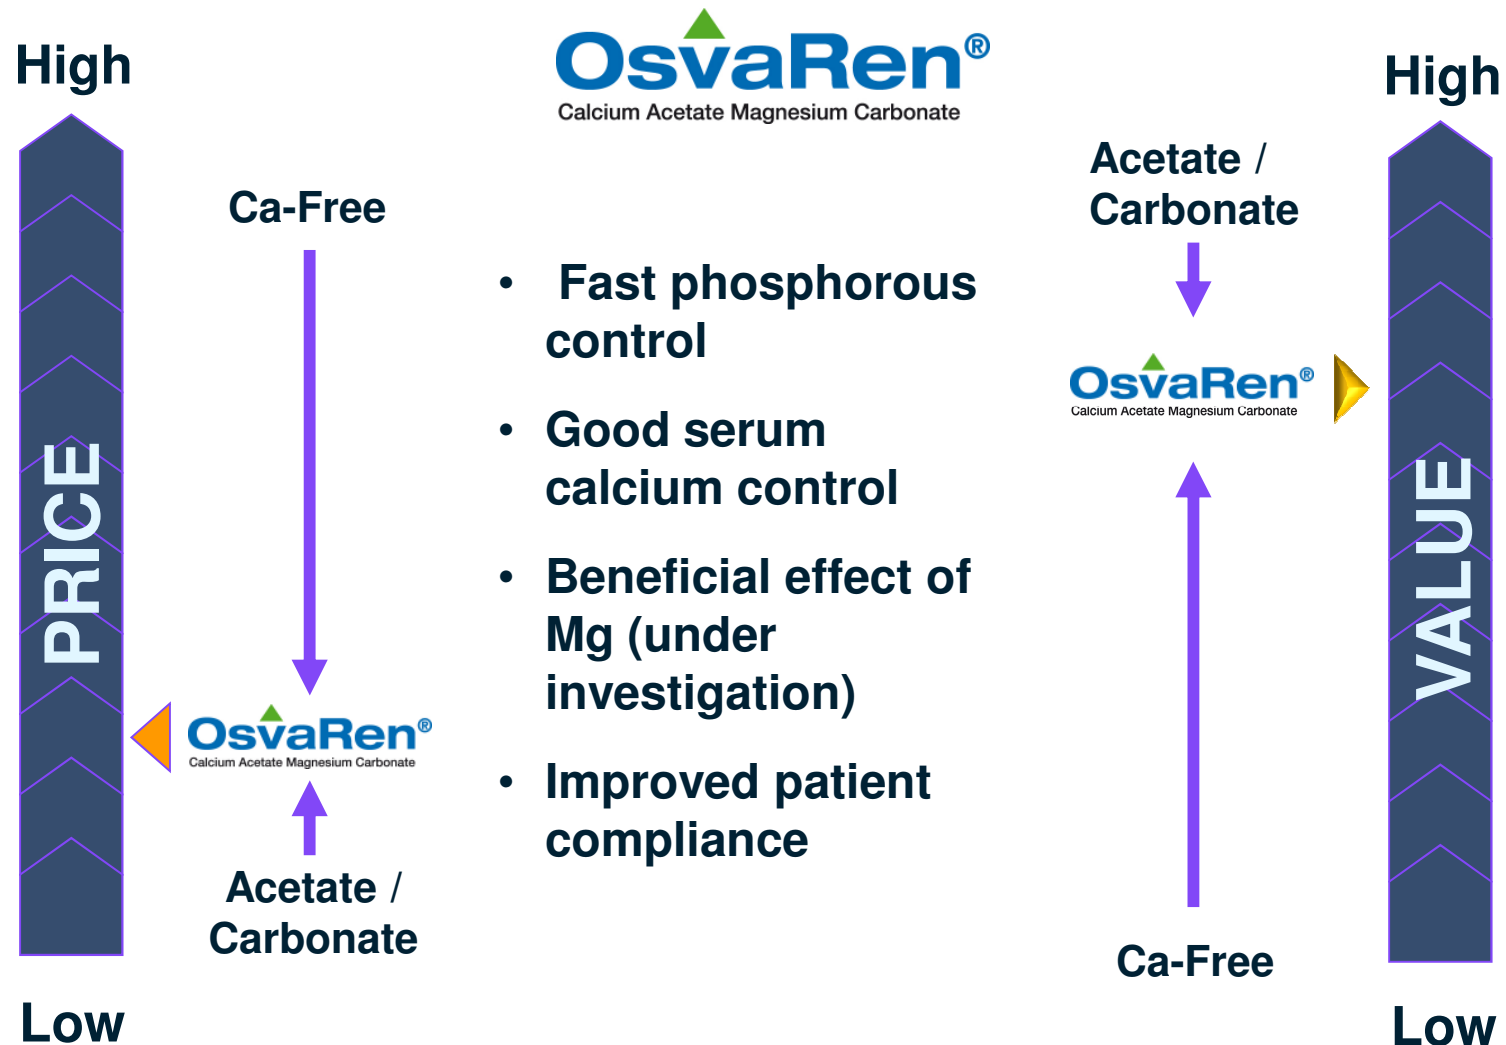 High
PRICE
Low
Ca-Free
OsvaRen®
Calcium Acetate Magnesium Carbonate
Acetate /
Carbonate
OsvaRen®
Calcium Acetate Magnesium Carbonate
• Fast phosphorous
control
• Good serum
calcium control
• Beneficial effect of
Mg (under
investigation)
• Improved patient
compliance
Acetate /
Carbonate
OsvaRen®
Calcium Acetate Magnesium Carbonate
Ca-Free
High
VALUE
Low